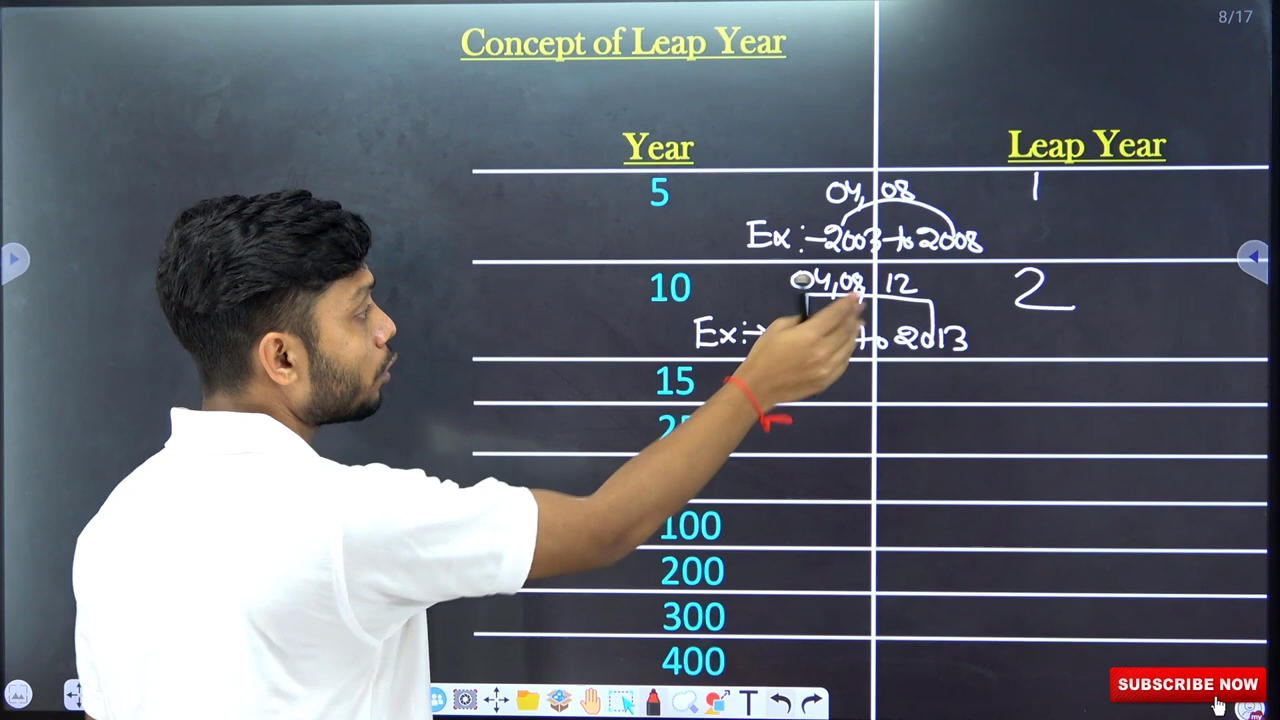 8/17
Concept of Leap Year
Year Leap Year
5 04, 08 1
Ex :- 2003 to 2008
10 04, 08 12 2
Ex :- to 2013
15
100
200
300
400
T
SUBSCRIBE NOW